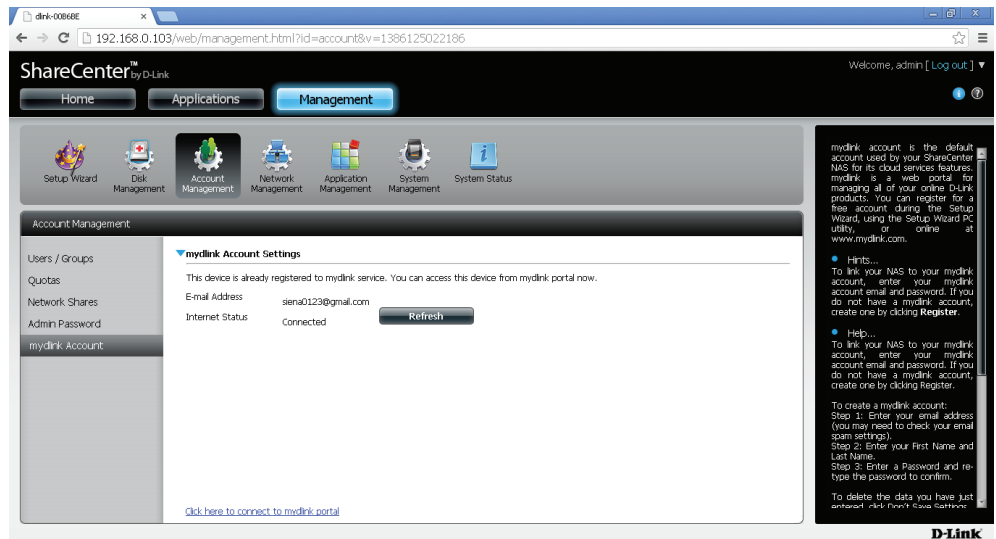 dlink-00B6BE
192.168.0.103/web/management.html?id=account&v=1386125022186
ShareCenter™ by D-Link
Welcome, admin [ Log out ]
Home
Applications
Management
Setup Wizard
Disk
Management
Account
Management
Network
Management
Application
Management
System
Management
System Status
Account Management
Users / Groups
Quotas
Network Shares
Admin Password
mydlink Account
mydlink Account Settings
This device is already registered to mydlink service. You can access this device from mydlink portal now.
E-mail Address
siena0123@gmail.com
Internet Status
Connected
Refresh
Click here to connect to mydlink portal
mydlink account is the default
account used by your ShareCenter
NAS for its cloud services features.
mydlink is a web portal for
managing all of your online D-Link
products. You can register for a
free account during the Setup
Wizard, using the Setup Wizard PC
utility, or online at
www.mydlink.com.
Hints...
To link your NAS to your mydlink
account, enter your mydlink
account email and password. If you
do not have a mydlink account,
create one by clicking Register.
Help...
To link your NAS to your mydlink
account, enter your mydlink
account email and password. If you
do not have a mydlink account,
create one by clicking Register.
To create a mydlink account:
Step 1: Enter your email address
(you may need to check your email
spam settings).
Step 2: Enter your First Name and
Last Name.
Step 3: Enter a Password and re-
type the password to confirm.
To delete the data you have just
entered, click Don't Save Settings
D-Link